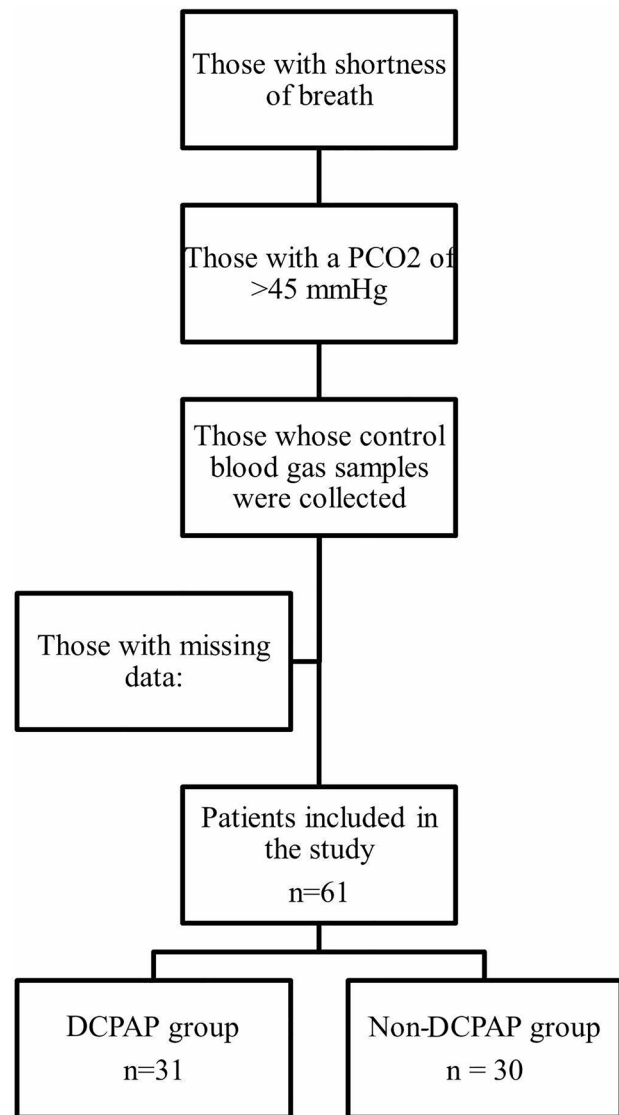 Those with shortness
of breath
Those with a PCO2 of
>45 mmHg
Those whose control
blood gas samples
were collected
Those with missing
data:
Patients included in
the study
n=61
DCPAP group
n=31
Non-DCPAP group
n = 30